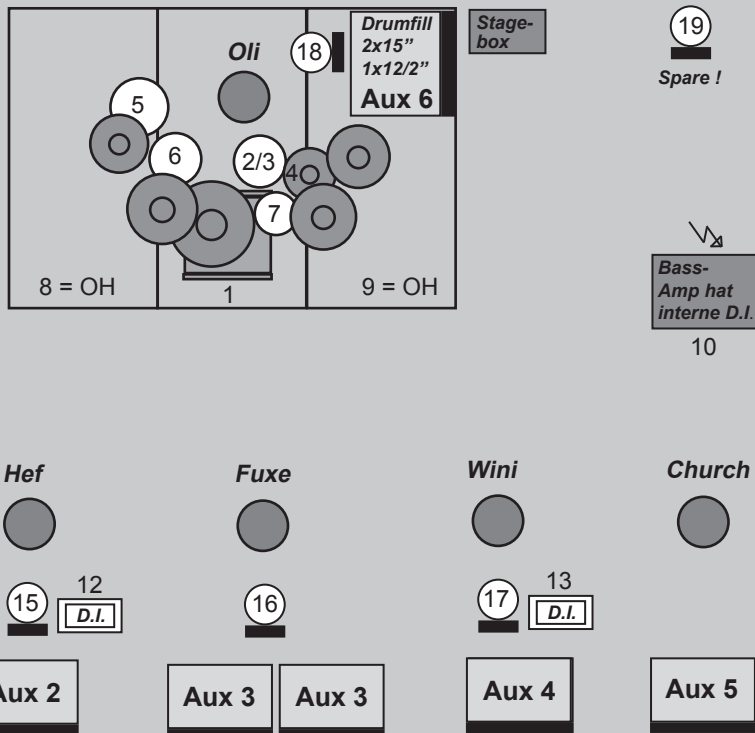 Drumfill
2x15”
1x12/2”
Aux 6
Stage-
box
19
Spare !
Oli
18
5
6
2/3
4
7
8 = OH
1
9 = OH
Bass-
Amp hat
interne D.I.
10
Hef
Fuxe
Wini
Church
15
12
D.I.
16
17
13
D.I.
Aux 2
Aux 3
Aux 3
Aux 4
Aux 5